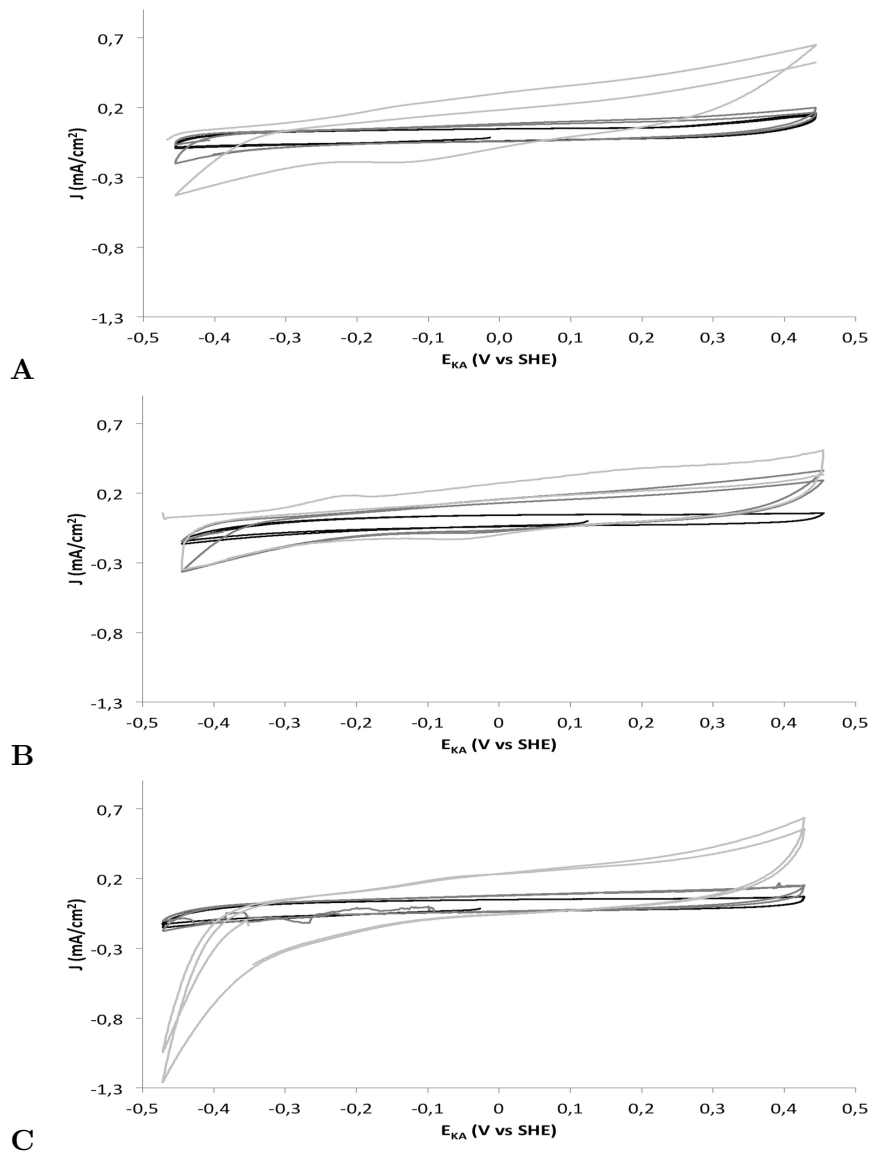 0,7
0,2
-0,3
-0,8
-1,3
J (mA/cm²)
-0,5 -0,4 -0,3 -0,2 -0,1 0,0 0,1 0,2 0,3 0,4 0,5
E_KA (V vs SHE)
A
0,7
0,2
-0,3
-0,8
-1,3
J (mA/cm²)
-0,5 -0,4 -0,3 -0,2 -0,1 0 0,1 0,2 0,3 0,4 0,5
E_KA (V vs SHE)
B
0,7
0,2
-0,3
-0,8
-1,3
J (mA/cm²)
-0,5 -0,4 -0,3 -0,2 -0,1 0 0,1 0,2 0,3 0,4 0,5
E_KA (V vs SHE)
C